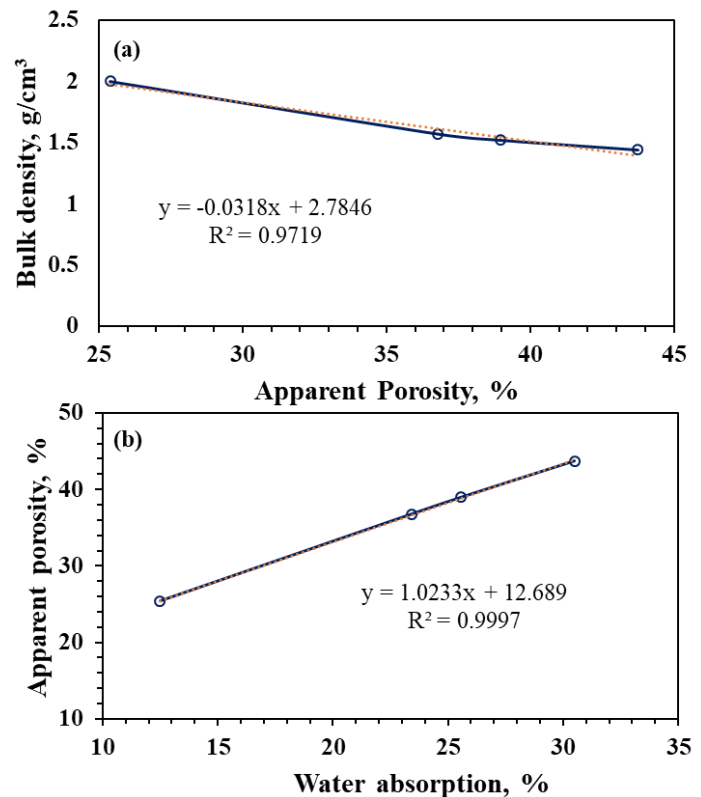 (a)
Bulk density, g/cm³
2.5
2
1.5
1
0.5
0
y = -0.0318x + 2.7846
R² = 0.9719
25 30 35 40 45
Apparent Porosity, %
(b)
Apparent porosity, %
50
40
30
20
10
y = 1.0233x + 12.689
R² = 0.9997
10 15 20 25 30 35
Water absorption, %